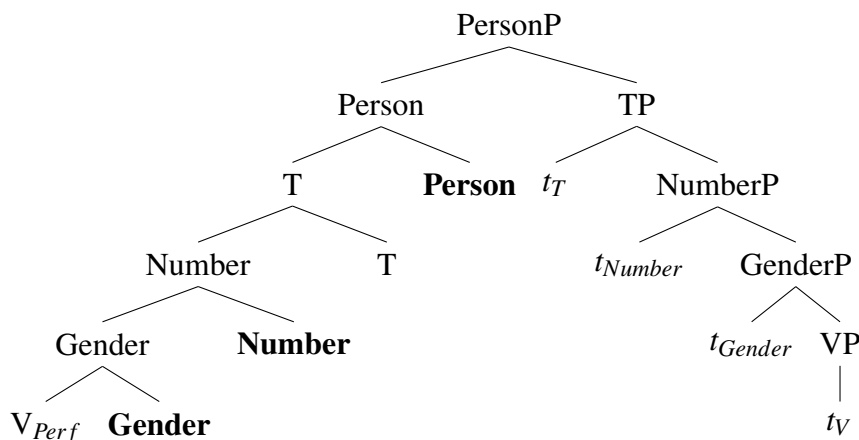 PersonP
Person TP
T Person t_T NumberP
Number T t_Number GenderP
Gender Number t_Gender VP
V_Perf Gender t_V